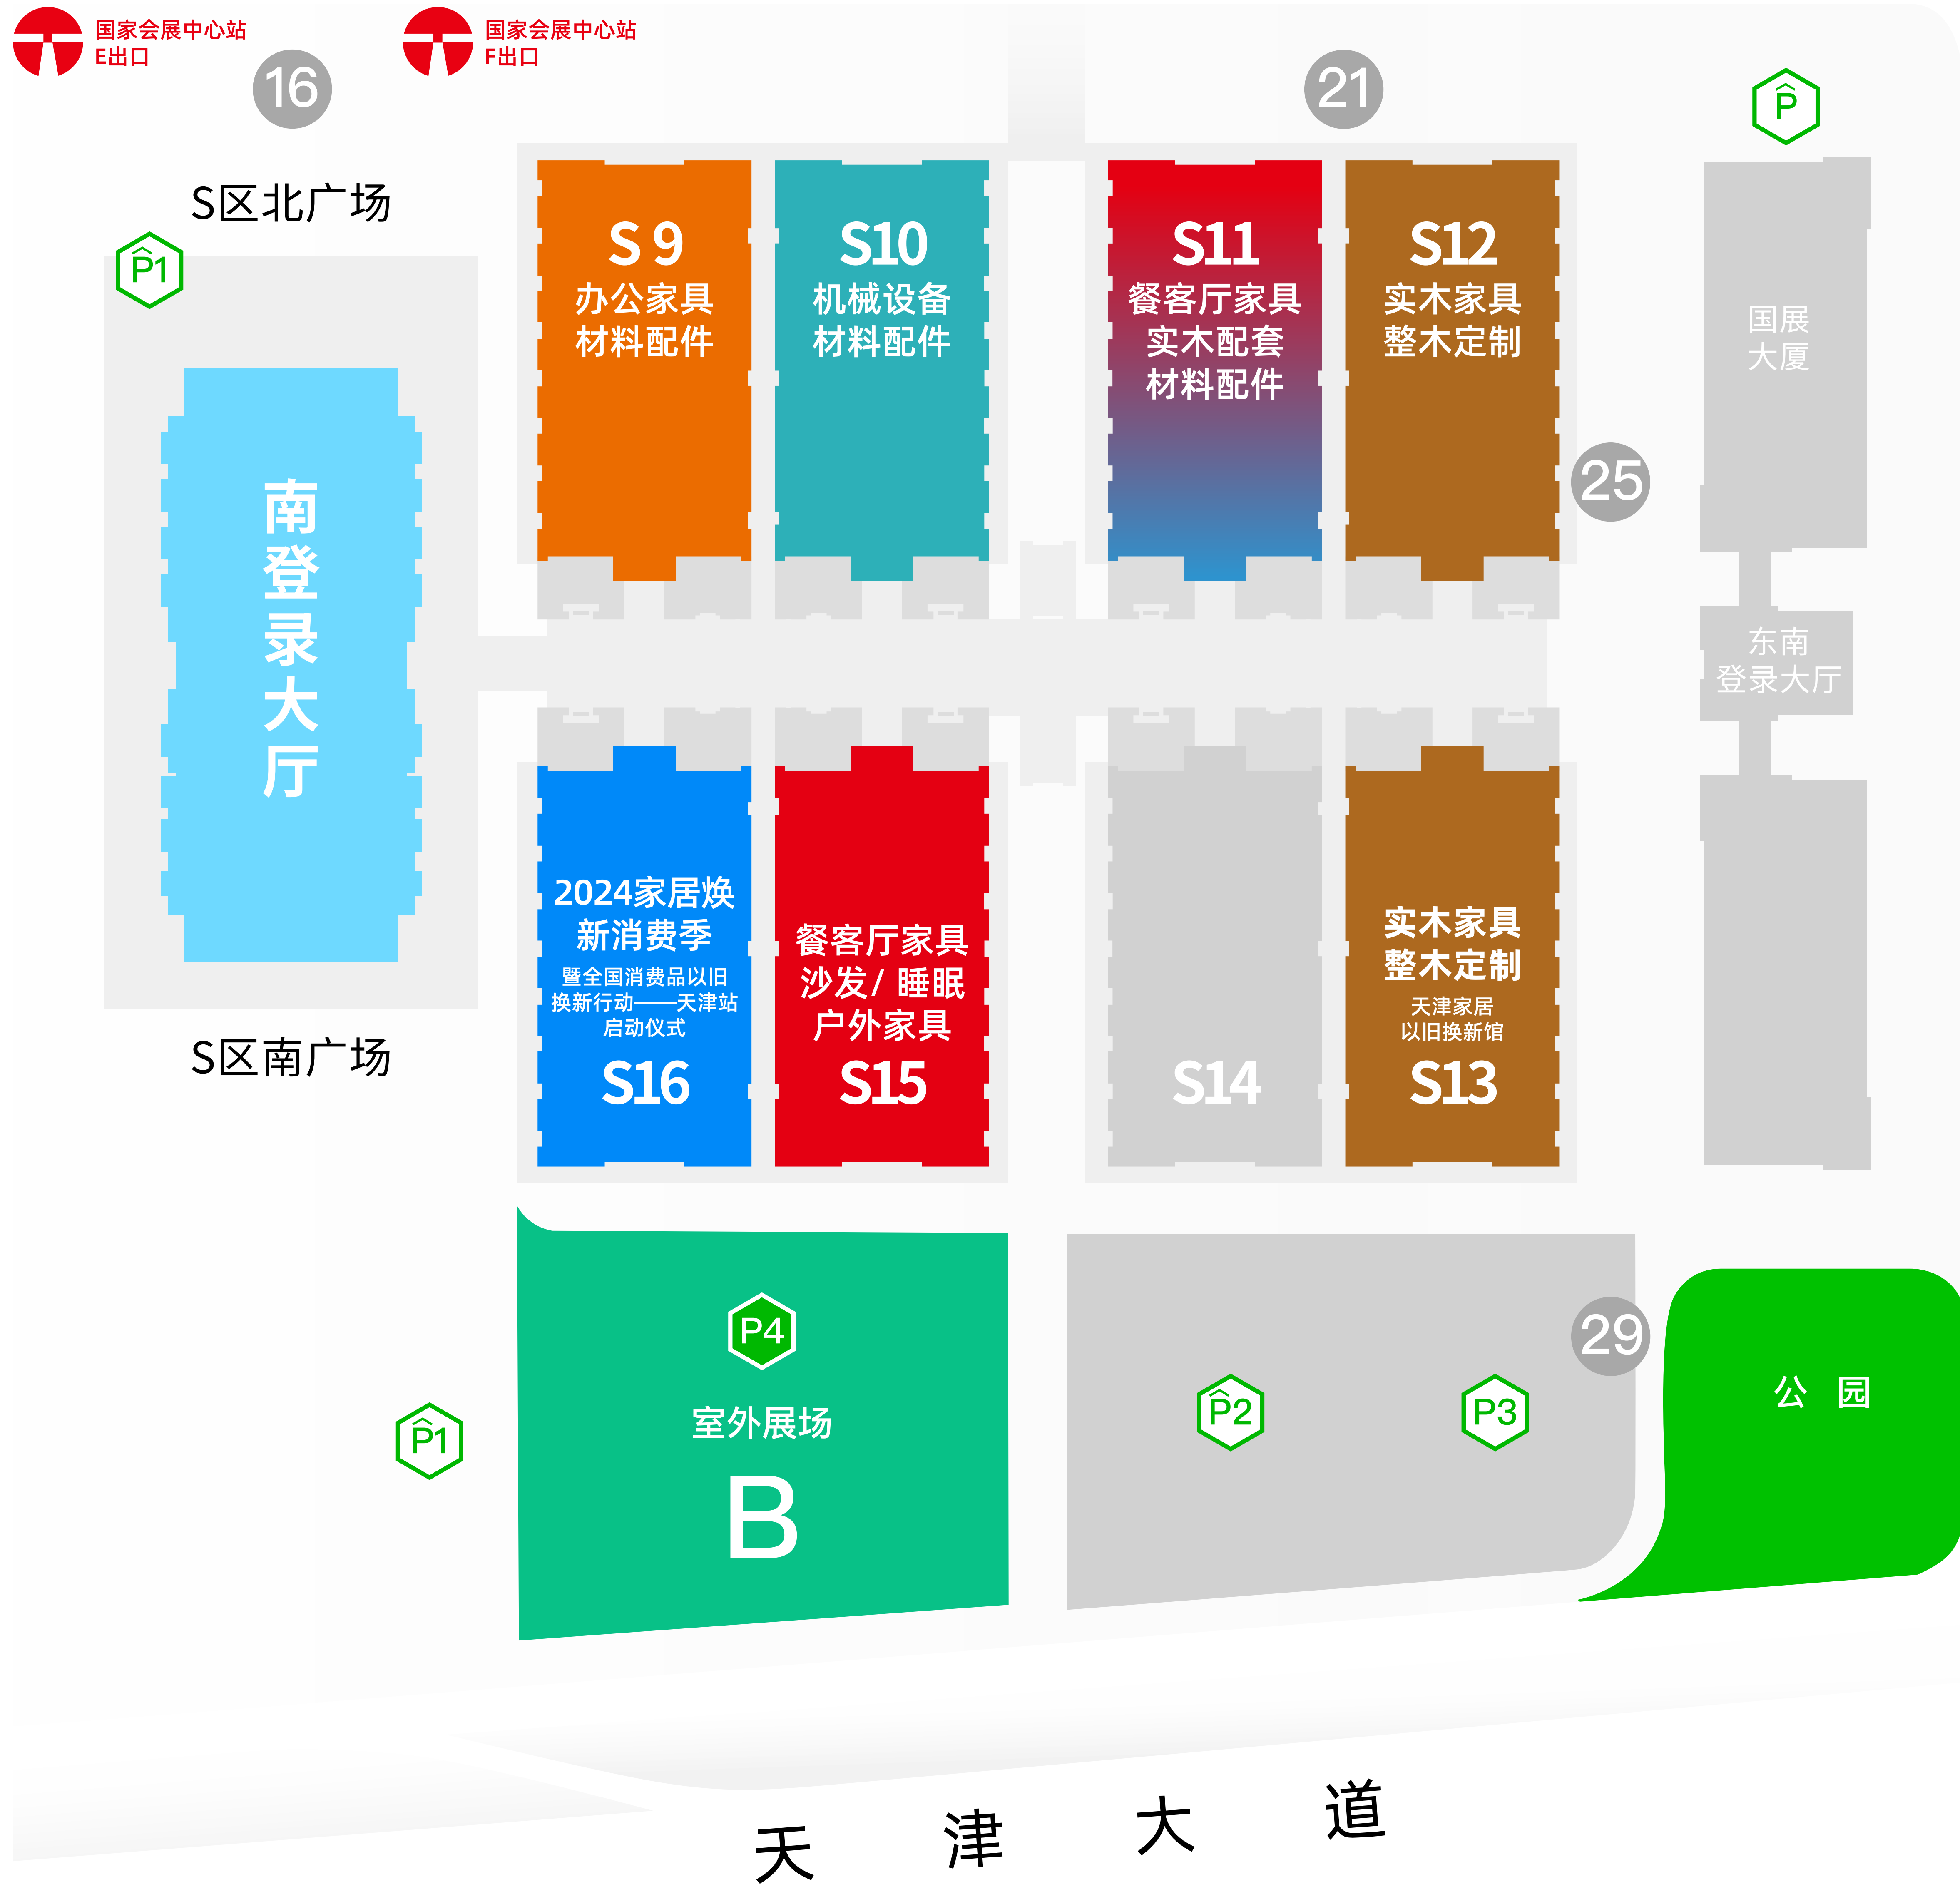 国家会展中心站
E出口
国家会展中心站
F出口
16
21
P
S区北广场
P1
S 9
办公家具
材料配件
S10
机械设备
材料配件
S11
餐客厅家具
实木配套
材料配件
S12
实木家具
整木定制
国展
大厦
25
南登录大厅
东南
登录大厅
2024家居焕
新消费季
暨全国消费品以旧
换新行动——天津站
启动仪式
S16
餐客厅家具
沙发/ 睡眠
户外家具
S15
S14
实木家具
整木定制
天津家居
以旧换新馆
S13
S区南广场
P4
室外展场
B
P1
P2
P3
29
公 园
天津大道